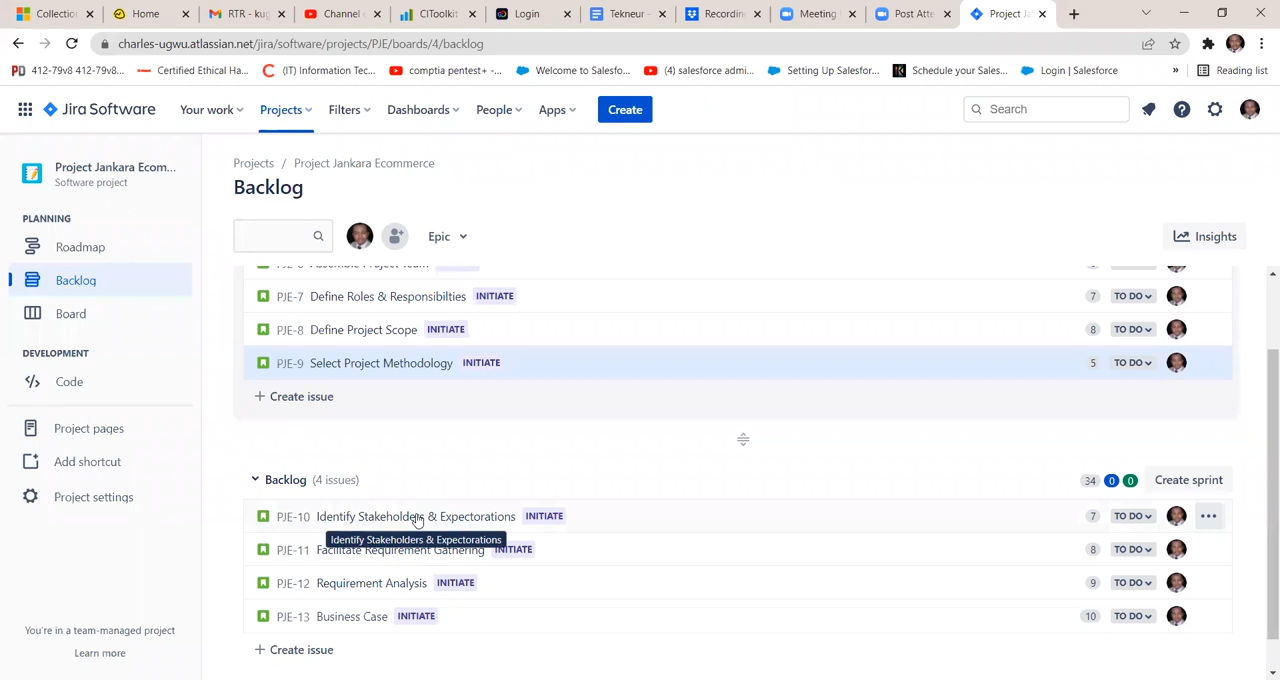 Collection
Home
RTR - kug
Channel c
CIToolkit
Login
Tekneur -
Recordin
Meeting
Post Atte
Project Ja
charles-ugwu.atlassian.net/jira/software/projects/PJE/boards/4/backlog
412-79v8 412-79v8...
Certified Ethical Ha...
(IT) Information Tec...
comptia pentest+ -...
Welcome to Salesfo...
(4) salesforce admi...
Setting Up Salesfor...
Schedule your Sales...
Login | Salesforce
»
Reading list
Jira Software
Your work
Projects
Filters
Dashboards
People
Apps
Create
Search
Project Jankara Ecom...
Software project
PLANNING
Roadmap
Backlog
Board
DEVELOPMENT
Code
Project pages
Add shortcut
Project settings
You're in a team-managed project
Learn more
Projects / Project Jankara Ecommerce
Backlog
Epic
Insights
PJE-7 Define Roles & Responsibilties INITIATE 7 TO DO
PJE-8 Define Project Scope INITIATE 8 TO DO
PJE-9 Select Project Methodology INITIATE 5 TO DO
+ Create issue
Backlog (4 issues) 34 0 0 Create sprint
PJE-10 Identify Stakeholders & Expectorations INITIATE 7 TO DO
Identify Stakeholders & Expectorations
PJE-11 Facilitate Requirement Gathering INITIATE 8 TO DO
PJE-12 Requirement Analysis INITIATE 9 TO DO
PJE-13 Business Case INITIATE 10 TO DO
+ Create issue